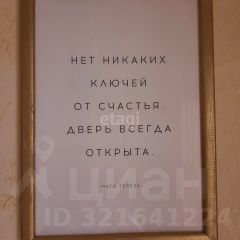 НЕТ НИКАКИХ
КЛЮЧЕЙ
ОТ СЧАСТЬЯ.
etagi
ДВЕРЬ ВСЕГДА
ОТКРЫТА.
МАТЬ ТЕРЕЗА
циан
ID 321641224